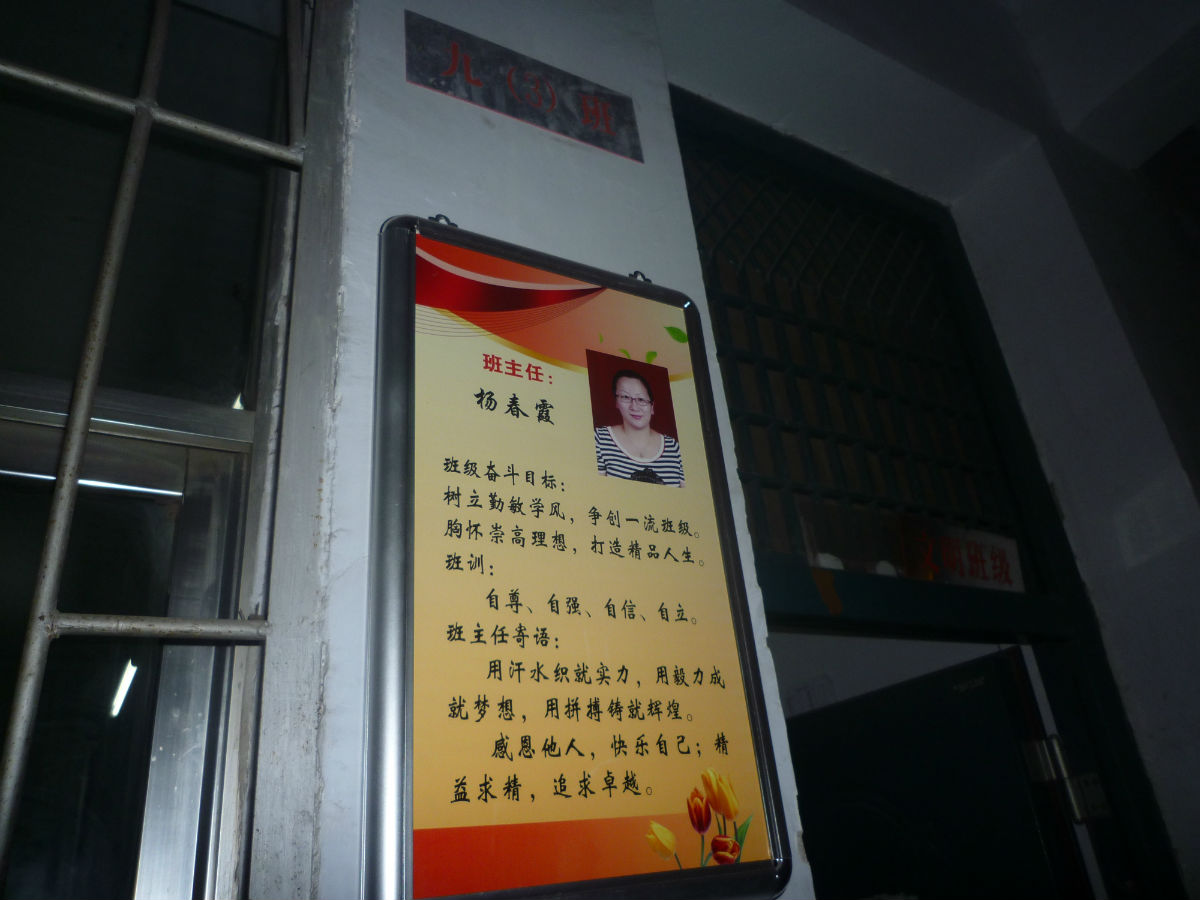 九（3）班
班主任：
杨春霞
班级奋斗目标：
树立勤敏学风，争创一流班级。
胸怀崇高理想，打造精品人生。
班训：
自尊、自强、自信、自立。
班主任寄语：
用汗水织就实力，用毅力成
就梦想，用拼搏铸就辉煌。
感恩他人，快乐自己；精
益求精，追求卓越。
文明班级